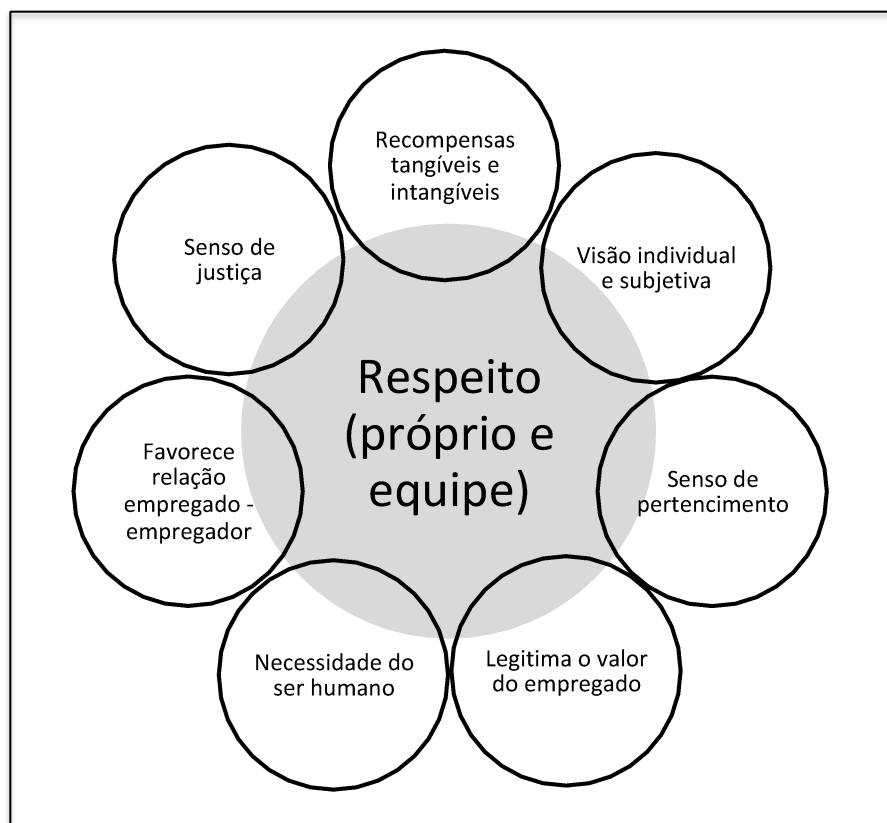 Recompensas
tangíveis e
intangíveis
Visão individual
e subjetiva
Senso de
pertencimento
Legitima o valor
do empregado
Necessidade do
ser humano
Favorece
relação
empregado -
empregador
Senso de
justiça
Respeito
(próprio e
equipe)